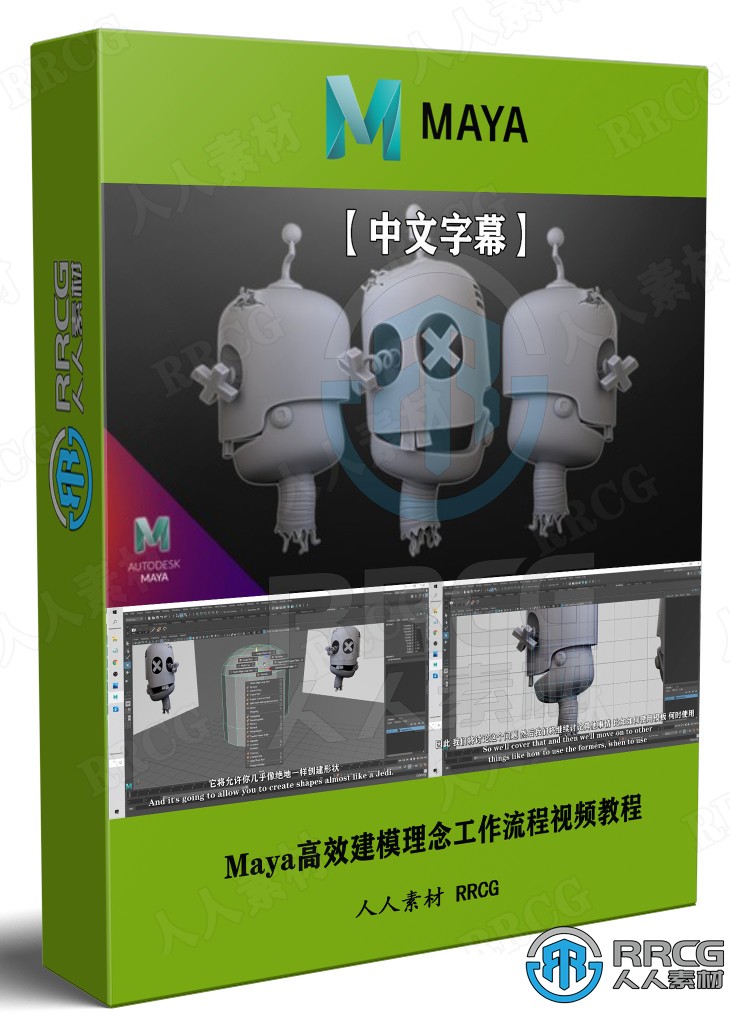 MAYA
【中文字幕】
RRCG
人人素材
AUTODESK
MAYA
它将允许你几乎像绝地一样创建形状
And it's going to allow you to create shapes almost like a Jedi.
So we'll cover that and then we'll move on to other
things like how to use the formers, when to use
Maya高效建模理念工作流程视频教程
人人素材 RRCG
RRCG
人人素材